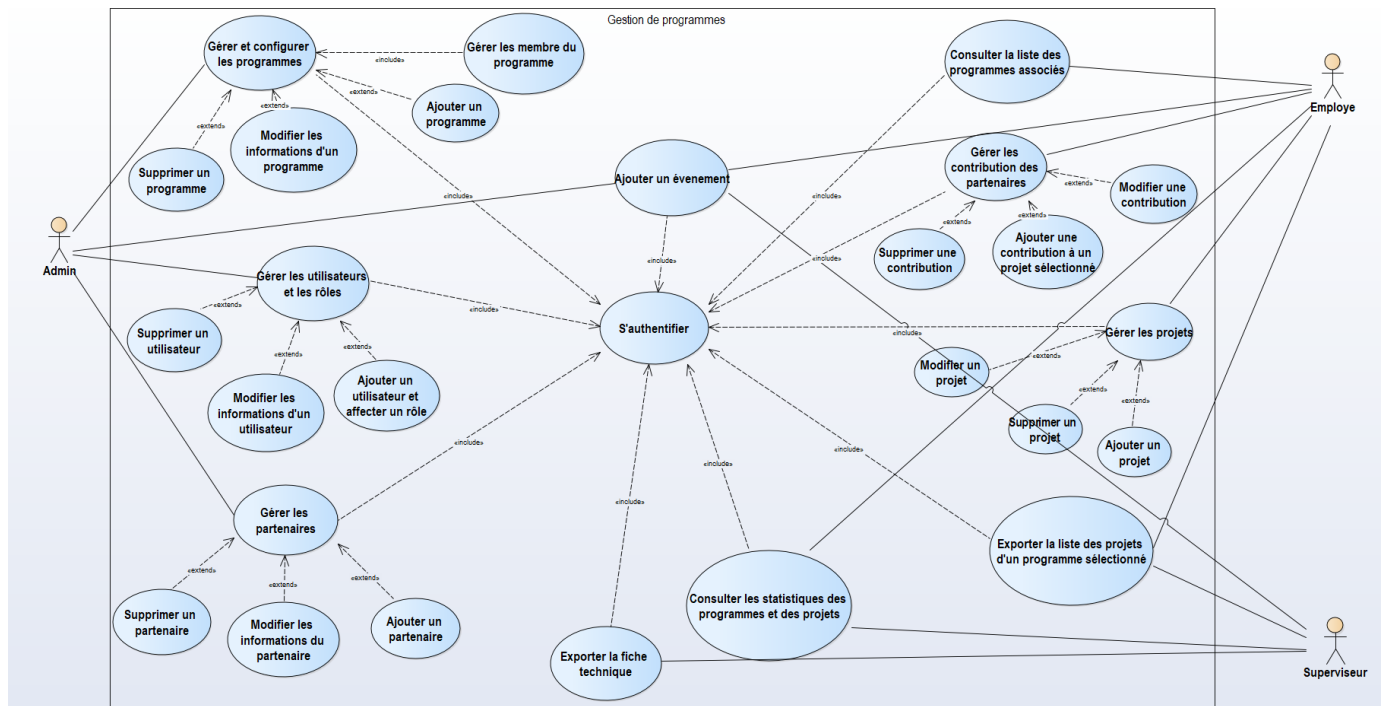 Gestion de programmes
Gérer et configurer
les programmes
«include»
Gérer les membre du
programme
«extend»
Ajouter un
programme
«extend»
Modifier les
informations d'un
programme
«extend»
Supprimer un
programme
«include»
Consulter la liste des
programmes associés
«include»
Employe
Ajouter un évenement
«include»
Gérer les
contribution des
partenaires
«include»
«extend»
Modifier une
contribution
«extend»
Supprimer une
contribution
«extend»
Ajouter une
contribution à un
projet sélectionné
Admin
Gérer les utilisateurs
et les rôles
«include»
«extend»
Supprimer un
utilisateur
«extend»
Modifier les
informations d'un
utilisateur
«extend»
Ajouter un
utilisateur et
affecter un rôle
S'authentifier
«include»
Gérer les projets
«extend»
Modifier un
projet
«extend»
Supprimer un
projet
«extend»
Ajouter un
projet
«include»
Gérer les
partenaires
«extend»
Supprimer un
partenaire
«extend»
Modifier les
informations du
partenaire
«extend»
Ajouter un
partenaire
«include»
Exporter la fiche
technique
«include»
Consulter les statistiques des
programmes et des projets
«include»
Exporter la liste des projets
d'un programme sélectionné
Superviseur